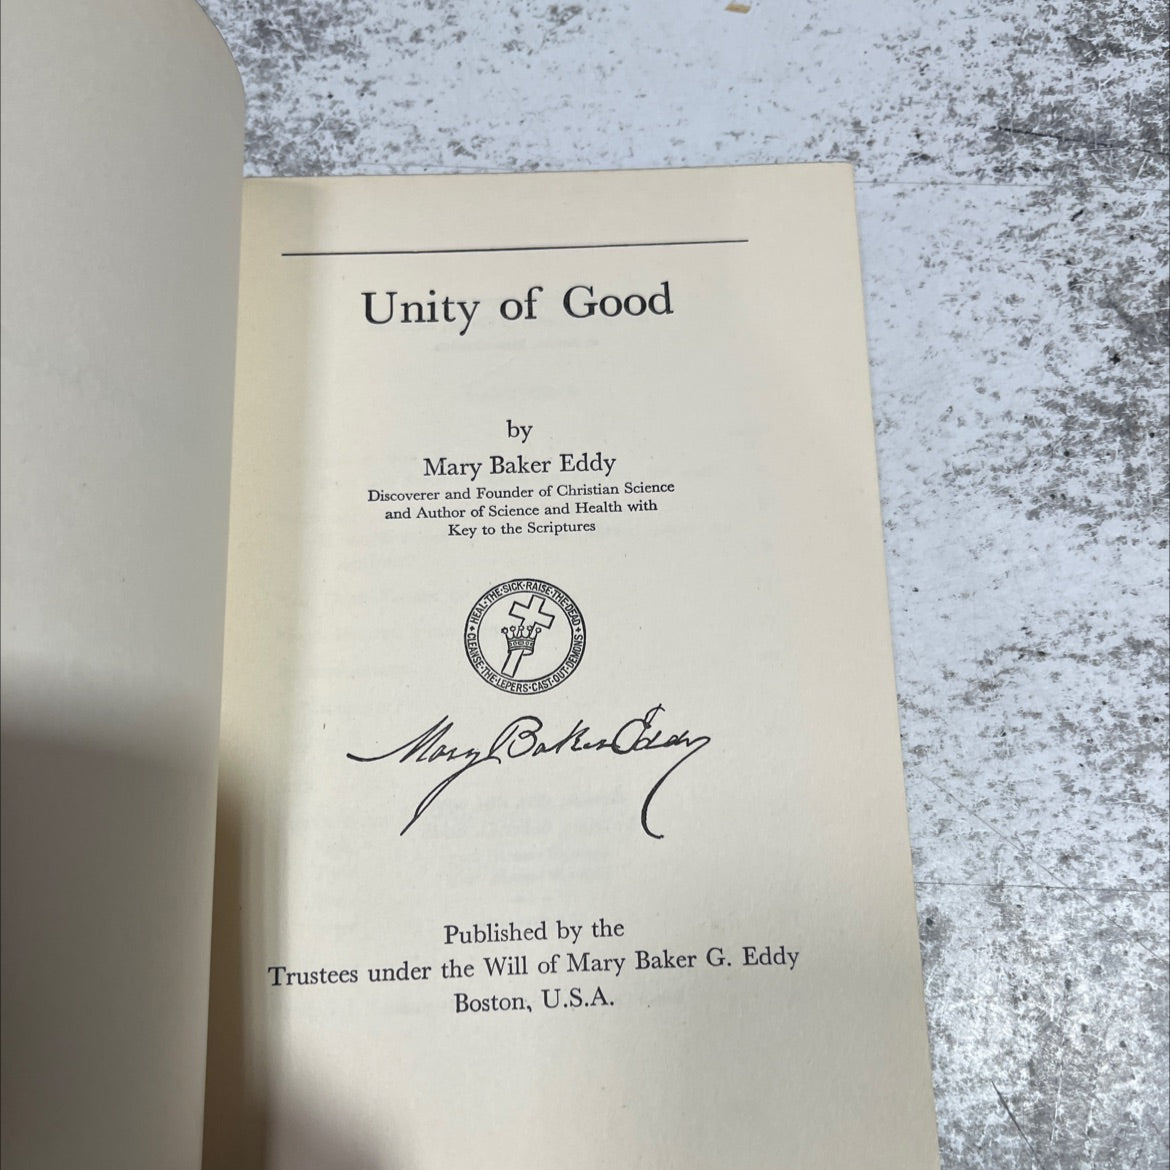 Unity of Good
by
Mary Baker Eddy
Discoverer and Founder of Christian Science
and Author of Science and Health with
Key to the Scriptures
HEAL·THE·SICK·RAISE·THE·DEAD
CLEANSE·THE·LEPERS·CAST·OUT·DEMONS
Mary Baker Eddy
Published by the
Trustees under the Will of Mary Baker G. Eddy
Boston, U.S.A.